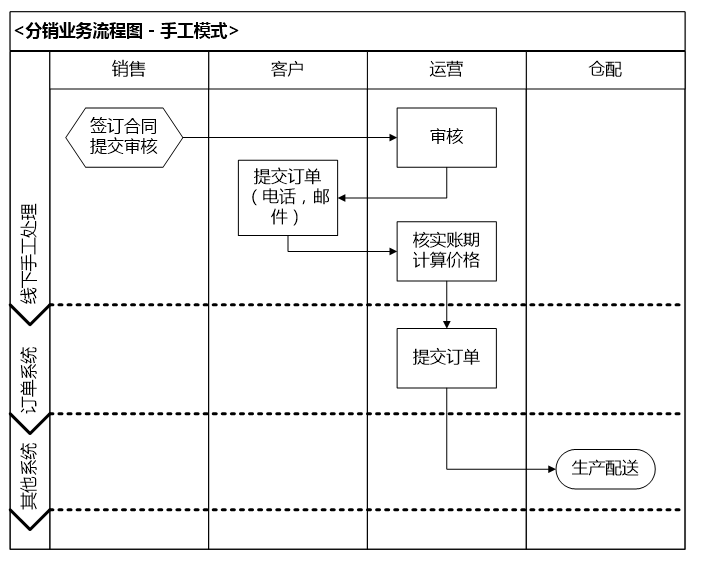 <分销业务流程图 - 手工模式>
销售
客户
运营
仓配
线下手工处理
签订合同
提交审核
审核
提交订单
（电话，邮
件）
核实账期
计算价格
订单系统
提交订单
其他系统
生产配送